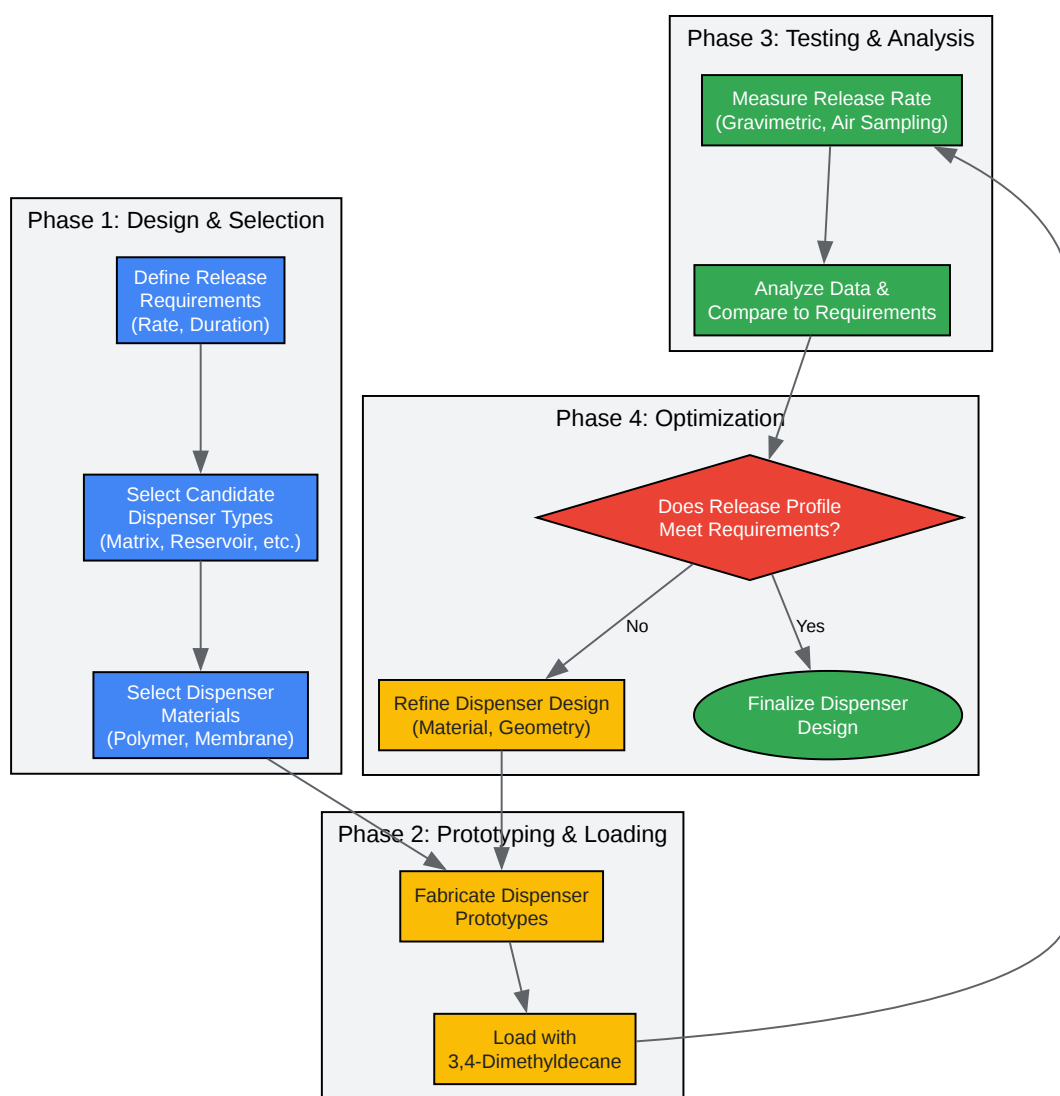 Phase 1: Design & Selection
Define Release
Requirements
(Rate, Duration)
Select Candidate
Dispenser Types
(Matrix, Reservoir, etc.)
Select Dispenser
Materials
(Polymer, Membrane)
Phase 2: Prototyping & Loading
Fabricate Dispenser
Prototypes
Load with
3,4-Dimethyldecane
Phase 3: Testing & Analysis
Measure Release Rate
(Gravimetric, Air Sampling)
Analyze Data &
Compare to Requirements
Phase 4: Optimization
Does Release Profile
Meet Requirements?
No
Yes
Refine Dispenser Design
(Material, Geometry)
Finalize Dispenser
Design